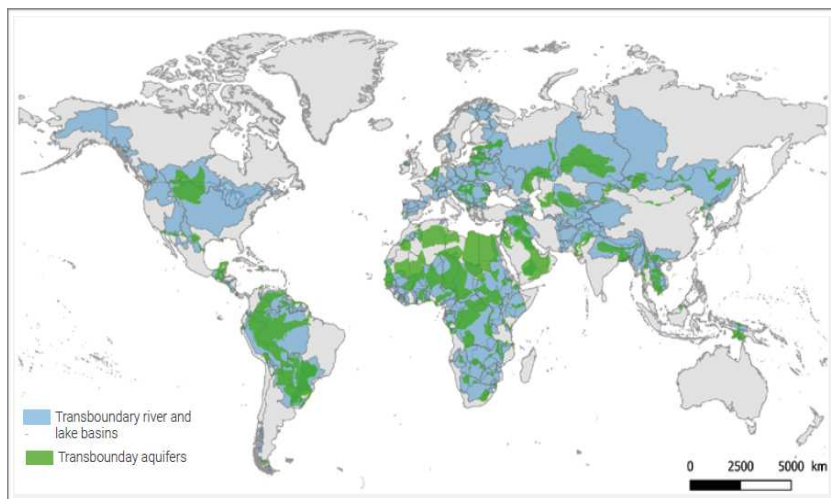 Transboundary river and
lake basins
Transbounday aquifers
0 2500 5000 km